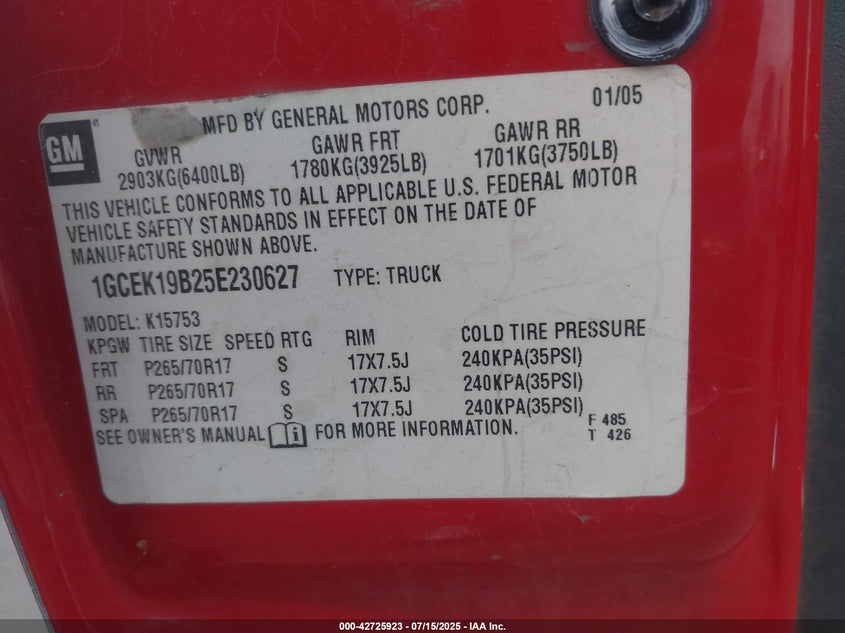 GM
MFD BY GENERAL MOTORS CORP. 01/05
GVWR GAWR FRT GAWR RR
2903KG(6400LB) 1780KG(3925LB) 1701KG(3750LB)
THIS VEHICLE CONFORMS TO ALL APPLICABLE U.S. FEDERAL MOTOR
VEHICLE SAFETY STANDARDS IN EFFECT ON THE DATE OF
MANUFACTURE SHOWN ABOVE.
1GCEK19B25E230627 TYPE: TRUCK
MODEL: K15753
KPGW TIRE SIZE SPEED RTG RIM COLD TIRE PRESSURE
FRT P265/70R17 S 17X7.5J 240KPA(35PSI)
RR P265/70R17 S 17X7.5J 240KPA(35PSI)
SPA P265/70R17 S 17X7.5J 240KPA(35PSI)
SEE OWNER'S MANUAL i FOR MORE INFORMATION.
F 485
T 426
000-42725923 - 07/15/2025 - IAA Inc.